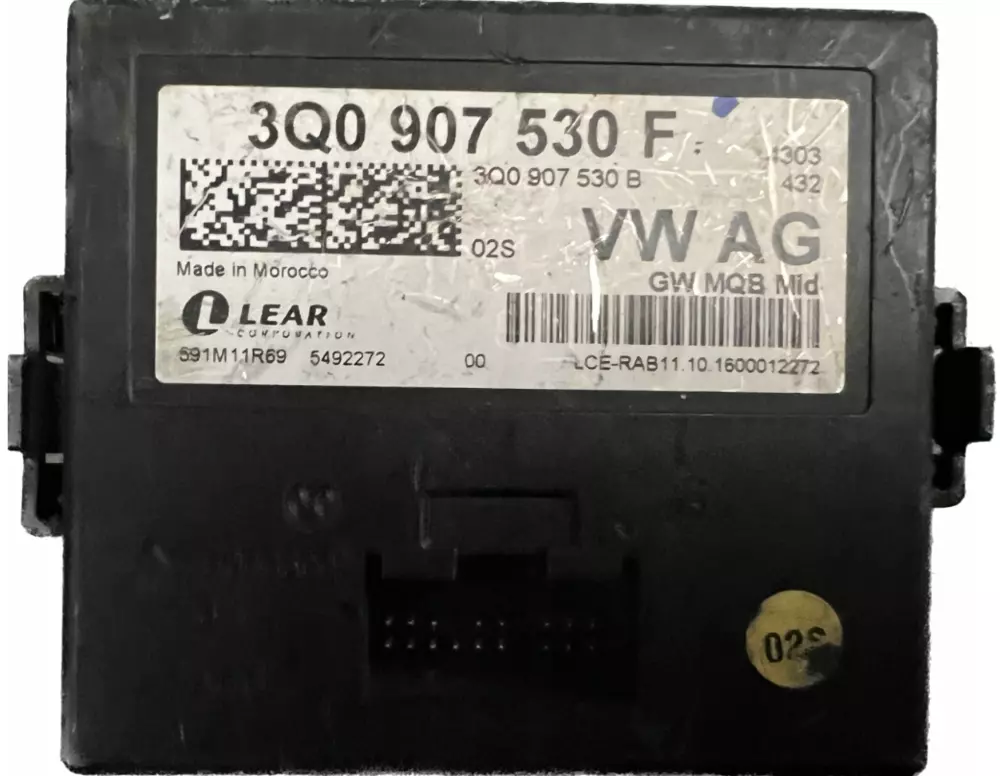 3Q0 907 530 F
4303
3Q0 907 530 B
432
02S
VW AG
Made in Morocco
GW MQB Mid
LEAR
CORPORATION
591M11R69 5492272 00 LCE-RAB11.10.1600012272
02S